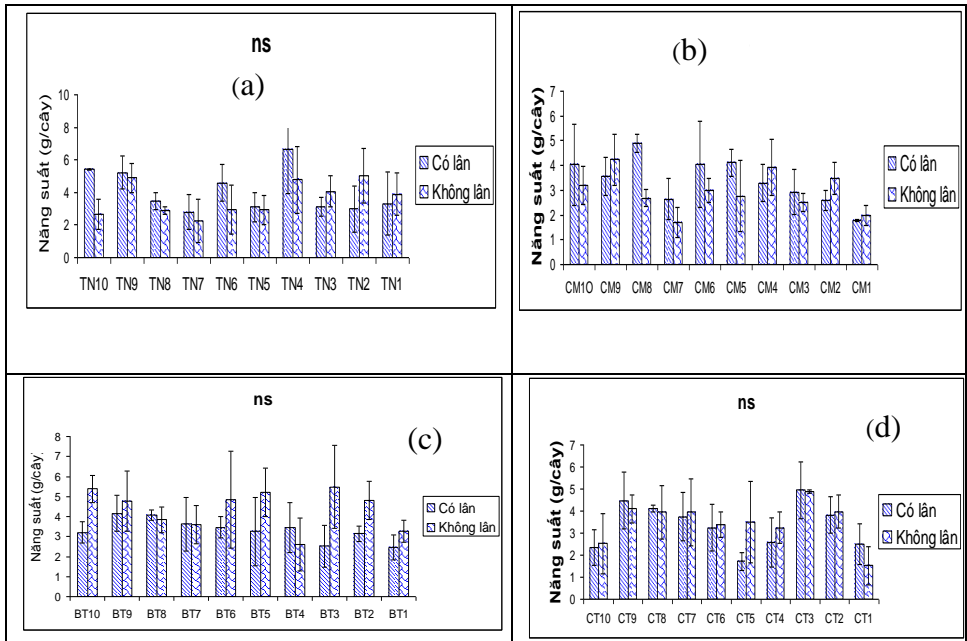 ns
(a)
Năng suất (g/cây)
10
8
6
4
2
0
TN10 TN9 TN8 TN7 TN6 TN5 TN4 TN3 TN2 TN1
Có lân
Không lân
(b)
Năng suất (g/cây)
7
6
5
4
3
2
1
0
CM1O CM9 CM8 CM7 CM6 CM5 CM4 CM3 CM2 CM1
Có lân
Không lân
ns
(c)
Năng suất (g/cây)
8
7
6
5
4
3
2
1
0
BT10 BT9 BT8 BT7 BT6 BT5 BT4 BT3 BT2 BT1
Có lân
Không lân
ns
(d)
Năng suất (g/cây)
7
6
5
4
3
2
1
0
CT10 CT9 CT8 CT7 CT6 CT5 CT4 CT3 CT2 CT1
Có lân
Không lân